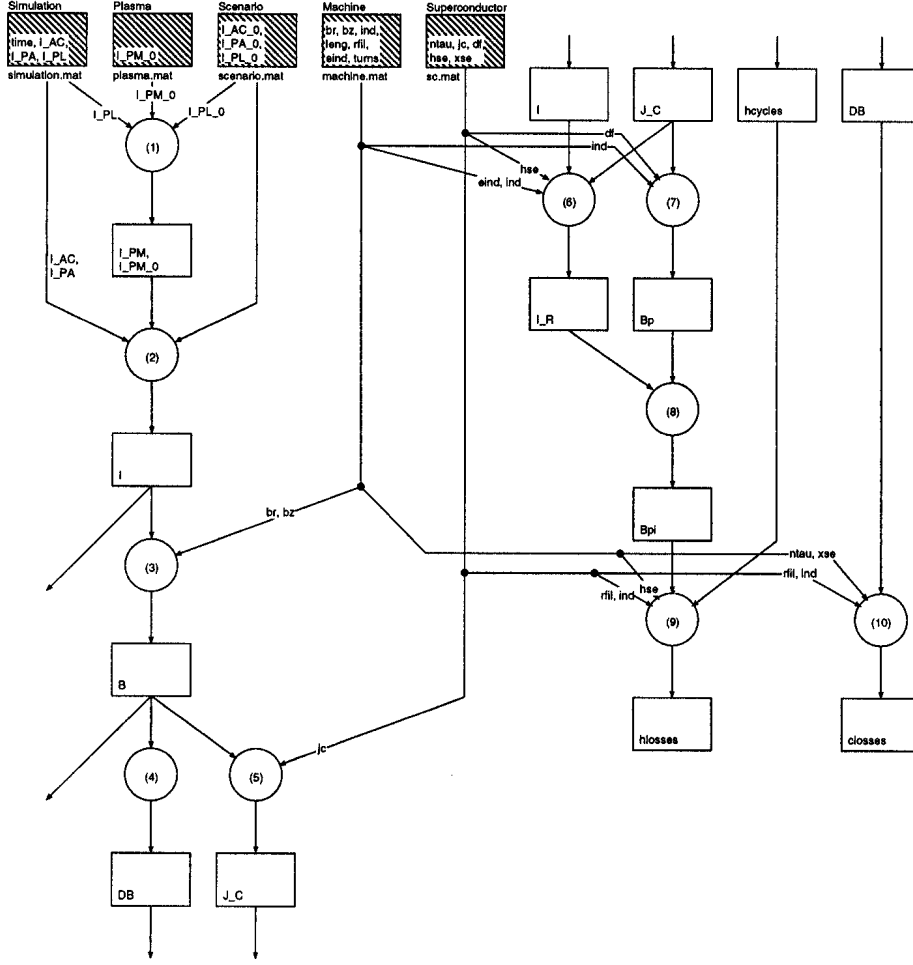 Simulation
Plasma
Scenario
Machine
Superconductor
time, I_AC,
I_PA, I_PL
I_PM_0
I_AC_0,
I_PA_0,
I_PL_0
br, bz, ind,
leng, rfil,
eind, turns
ntau, jc, df,
hse, xse
simulation.mat
plasma.mat
scenario.mat
machine.mat
sc.mat
I_PL
I_PM_0
I_PL_0
I
J_C
hcycles
DB
(1)
df
ind
hse
eind, ind
(6)
(7)
I_AC,
I_PA
I_PM,
I_PM_0
I_R
Bp
(2)
(8)
I
Bpi
br, bz
(3)
ntau, xse
rfil, ind
hse
rfil, ind
(9)
(10)
B
hlosses
closses
jc
(4)
(5)
DB
J_C